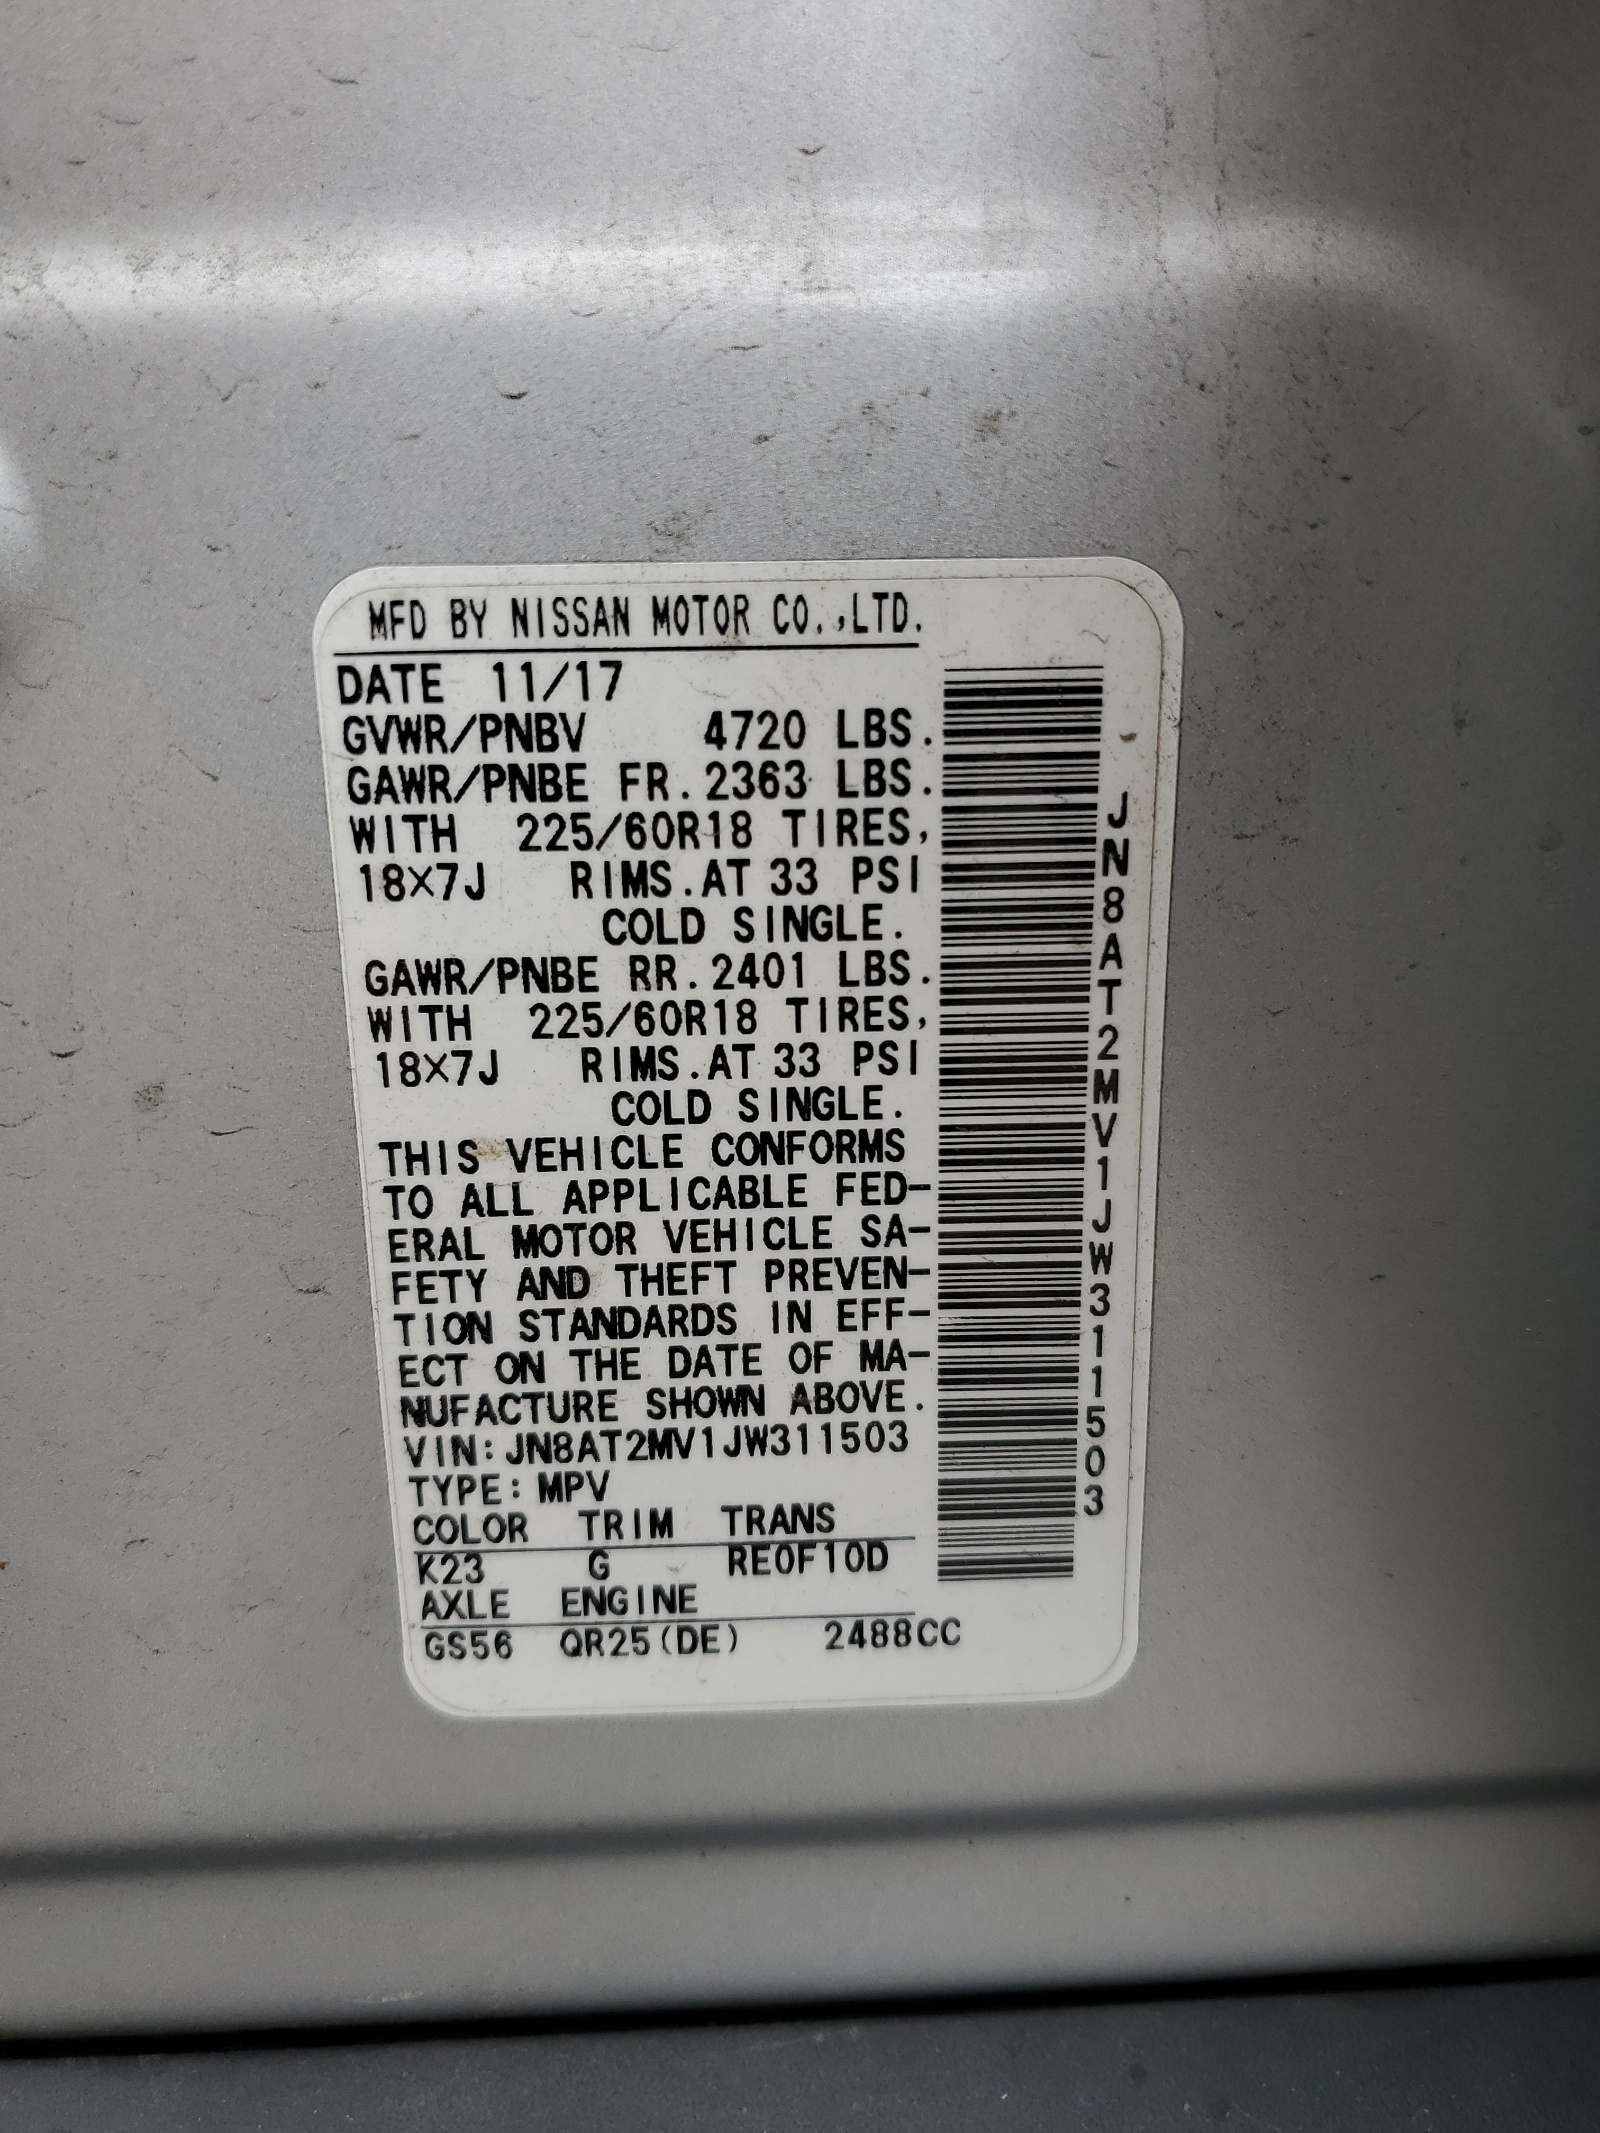 MFD BY NISSAN MOTOR CO.,LTD.
DATE 11/17
GVWR/PNBV 4720 LBS.
GAWR/PNBE FR. 2363 LBS.
WITH 225/60R18 TIRES,
18X7J RIMS.AT 33 PSI
COLD SINGLE.
GAWR/PNBE RR. 2401 LBS.
WITH 225/60R18 TIRES,
18X7J RIMS.AT 33 PSI
COLD SINGLE.
THIS VEHICLE CONFORMS
TO ALL APPLICABLE FED-
ERAL MOTOR VEHICLE SA-
FETY AND THEFT PREVEN-
TION STANDARDS IN EFF-
ECT ON THE DATE OF MA-
NUFACTURE SHOWN ABOVE.
VIN:JN8AT2MV1JW311503
TYPE:MPV
COLOR TRIM TRANS
K23 G RE0F10D
AXLE ENGINE
GS56 QR25(DE) 2488CC
JN8AT2MV1JW311503